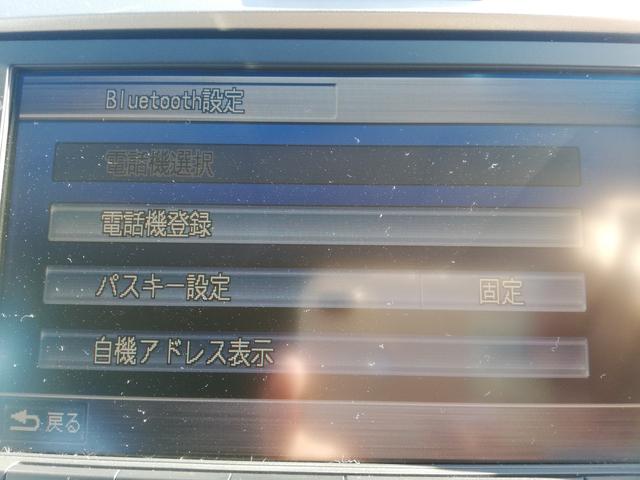 Bluetooth設定
電話機選択
電話機登録
パスキー設定 固定
自機アドレス表示
戻る